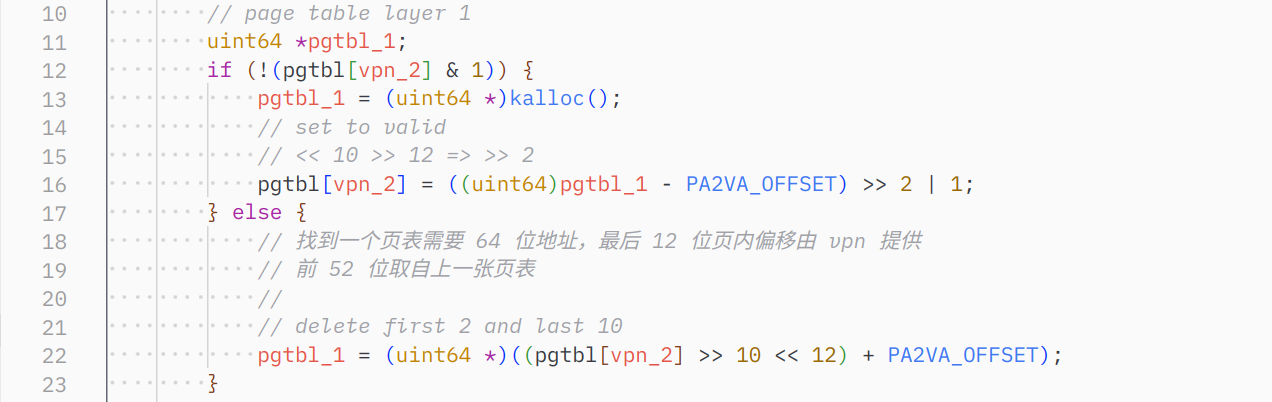 10 // page table layer 1
11 uint64 *pgtbl_1;
12 if (!(pgtbl[vpn_2] & 1)) {
13 pgtbl_1 = (uint64 *)kalloc();
14 // set to valid
15 // << 10 >> 12 => >> 2
16 pgtbl[vpn_2] = ((uint64)pgtbl_1 - PA2VA_OFFSET) >> 2 | 1;
17 } else {
18 // 找到一个页表需要 64 位地址，最后 12 位页内偏移由 vpn 提供
19 // 前 52 位取自上一张页表
20 //
21 // delete first 2 and last 10
22 pgtbl_1 = (uint64 *)((pgtbl[vpn_2] >> 10 << 12) + PA2VA_OFFSET);
23 }